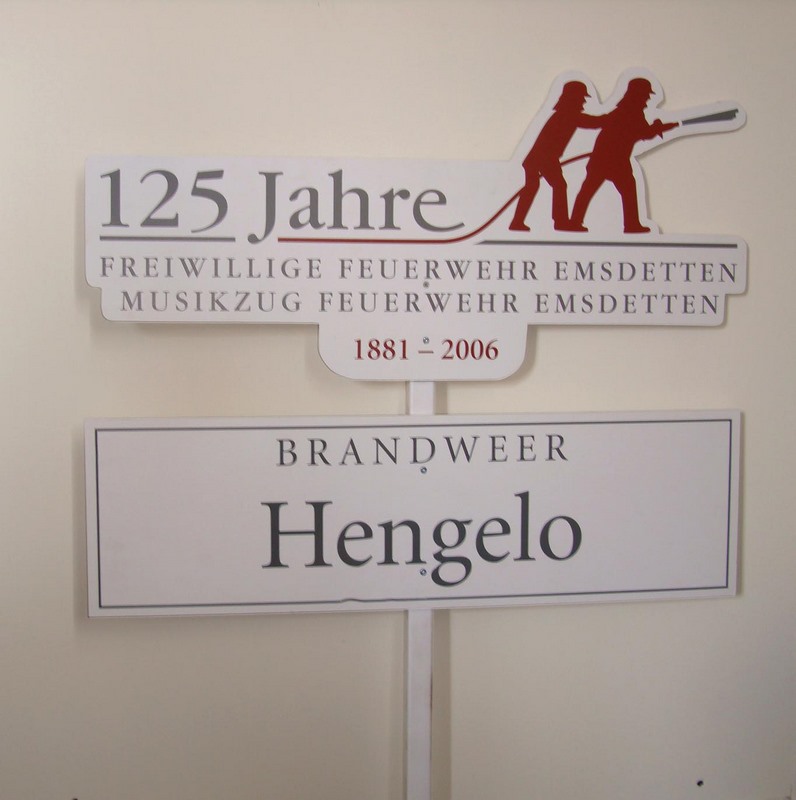 125 Jahre
FREIWILLIGE FEUERWEHR EMSDETTEN
MUSIKZUG FEUERWEHR EMSDETTEN
1881 – 2006
BRANDWEER
Hengelo